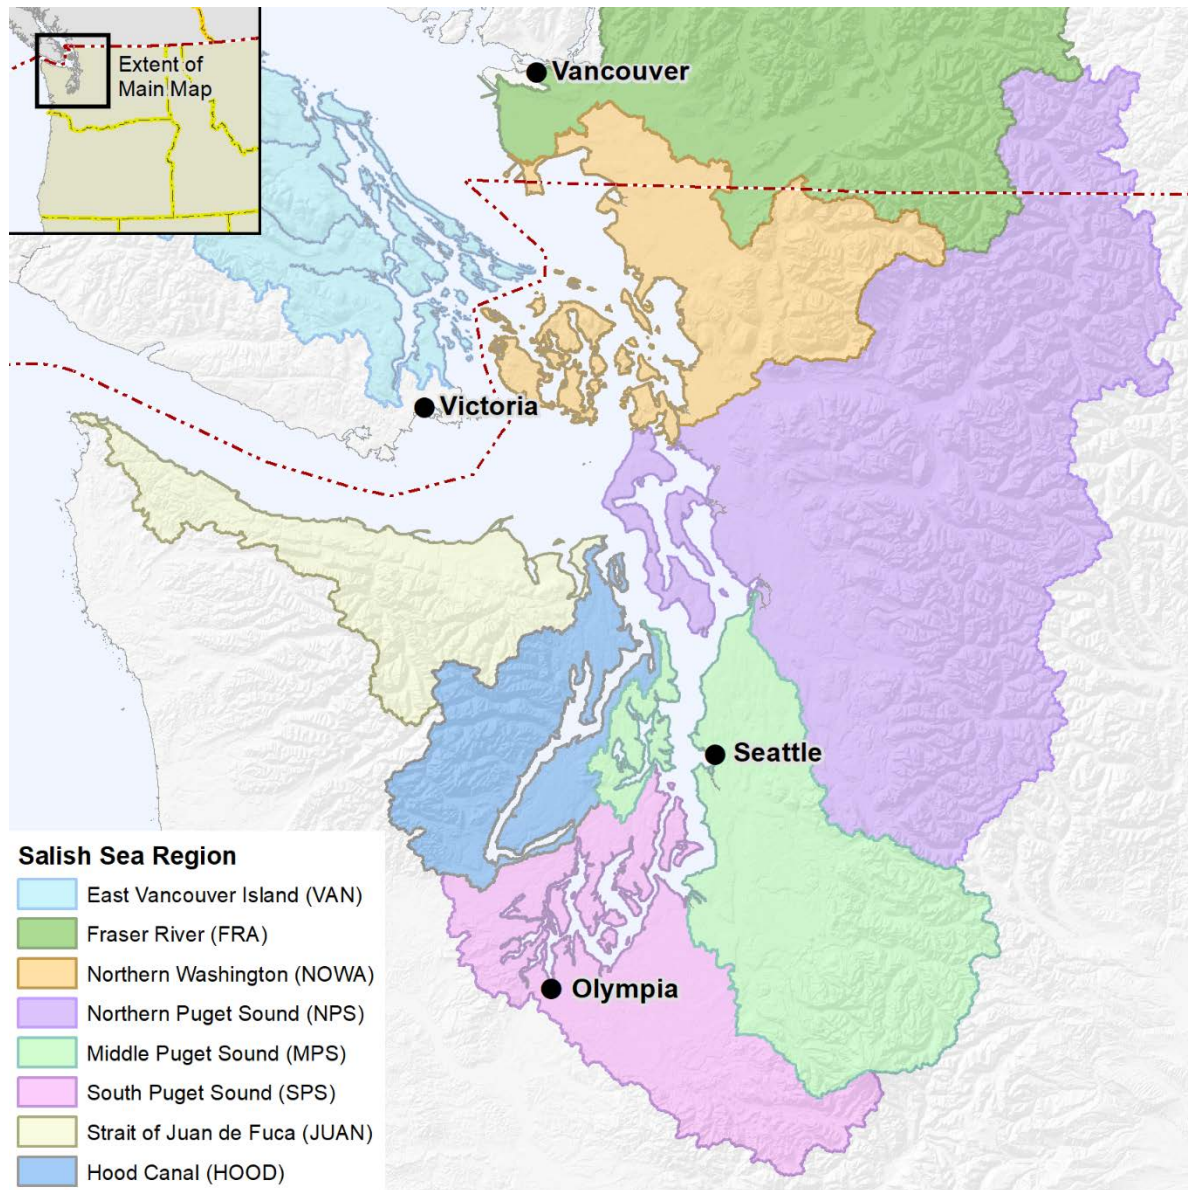 Extent of
Main Map
Vancouver
Victoria
Seattle
Olympia
Salish Sea Region
East Vancouver Island (VAN)
Fraser River (FRA)
Northern Washington (NOWA)
Northern Puget Sound (NPS)
Middle Puget Sound (MPS)
South Puget Sound (SPS)
Strait of Juan de Fuca (JUAN)
Hood Canal (HOOD)